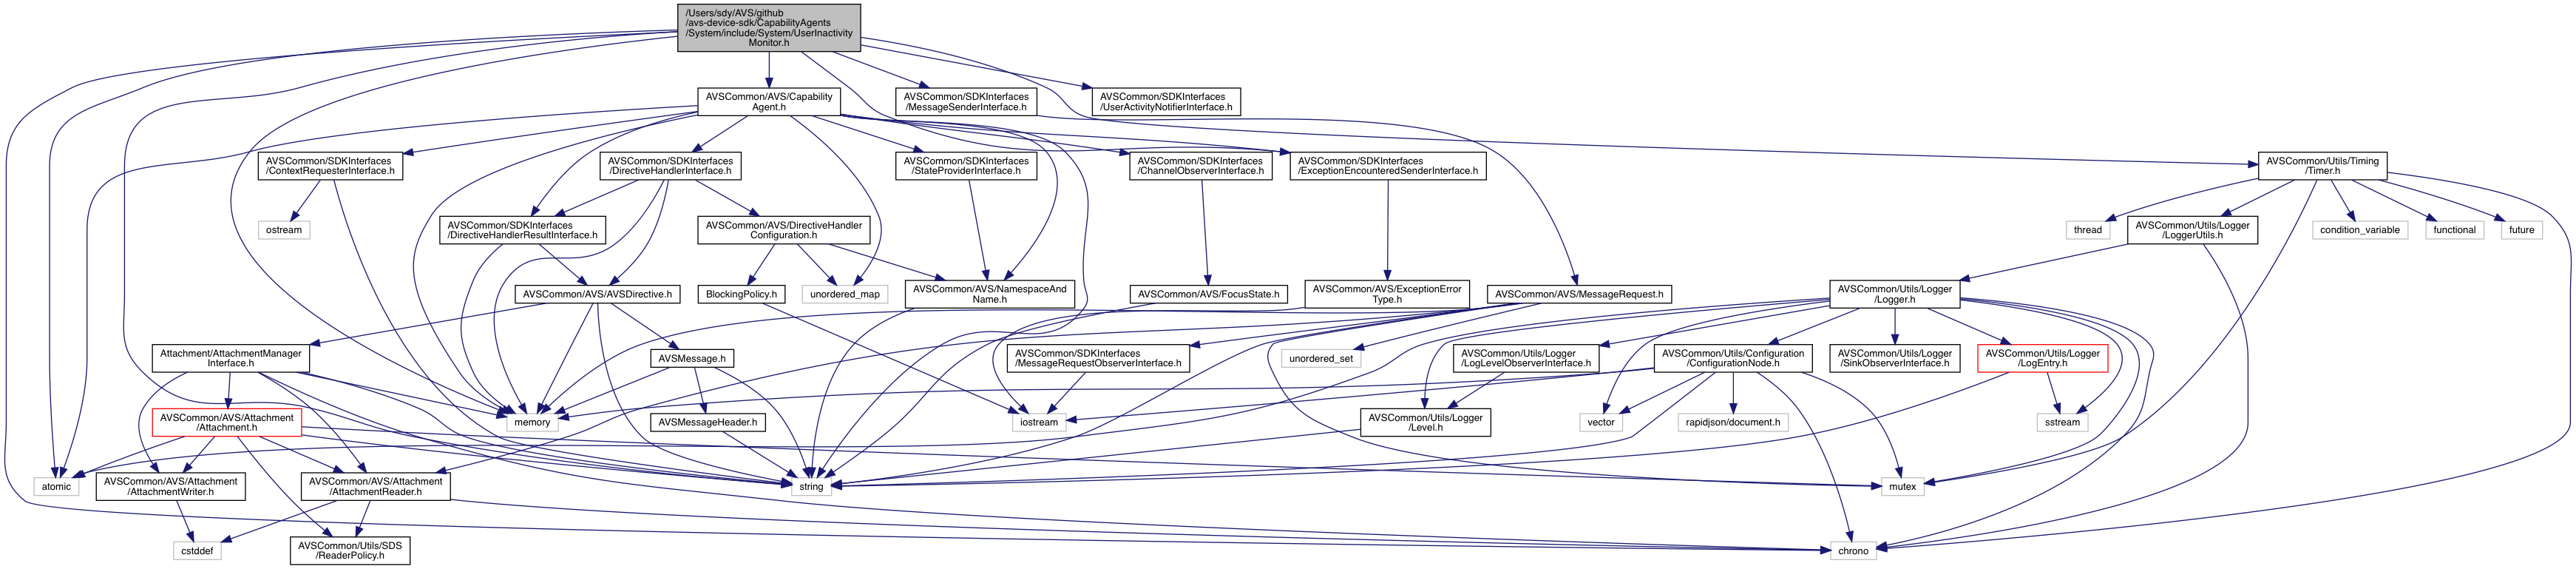 /Users/sdy/AVS/github
/avs-device-sdk/CapabilityAgents
/System/include/System/UserInactivity
Monitor.h
AVSCommon/AVS/Capability
Agent.h
AVSCommon/SDKInterfaces
/MessageSenderInterface.h
AVSCommon/SDKInterfaces
/UserActivityNotifierInterface.h
AVSCommon/SDKInterfaces
/ContextRequesterInterface.h
AVSCommon/SDKInterfaces
/DirectiveHandlerInterface.h
AVSCommon/SDKInterfaces
/StateProviderInterface.h
AVSCommon/SDKInterfaces
/ChannelObserverInterface.h
AVSCommon/SDKInterfaces
/ExceptionEncounteredSenderInterface.h
AVSCommon/Utils/Timing
/Timer.h
ostream
AVSCommon/SDKInterfaces
/DirectiveHandlerResultInterface.h
AVSCommon/AVS/DirectiveHandler
Configuration.h
thread
AVSCommon/Utils/Logger
/LoggerUtils.h
condition_variable
functional
future
AVSCommon/AVS/AVSDirective.h
BlockingPolicy.h
unordered_map
AVSCommon/AVS/NamespaceAnd
Name.h
AVSCommon/AVS/FocusState.h
AVSCommon/AVS/ExceptionError
Type.h
AVSCommon/AVS/MessageRequest.h
AVSCommon/Utils/Logger
/Logger.h
Attachment/AttachmentManager
Interface.h
AVSMessage.h
AVSCommon/SDKInterfaces
/MessageRequestObserverInterface.h
unordered_set
AVSCommon/Utils/Logger
/LogLevelObserverInterface.h
AVSCommon/Utils/Configuration
/ConfigurationNode.h
AVSCommon/Utils/Logger
/SinkObserverInterface.h
AVSCommon/Utils/Logger
/LogEntry.h
AVSCommon/AVS/Attachment
/Attachment.h
memory
AVSMessageHeader.h
iostream
AVSCommon/Utils/Logger
/Level.h
vector
rapidjson/document.h
sstream
atomic
AVSCommon/AVS/Attachment
/AttachmentWriter.h
AVSCommon/AVS/Attachment
/AttachmentReader.h
string
mutex
cstddef
AVSCommon/Utils/SDS
/ReaderPolicy.h
chrono